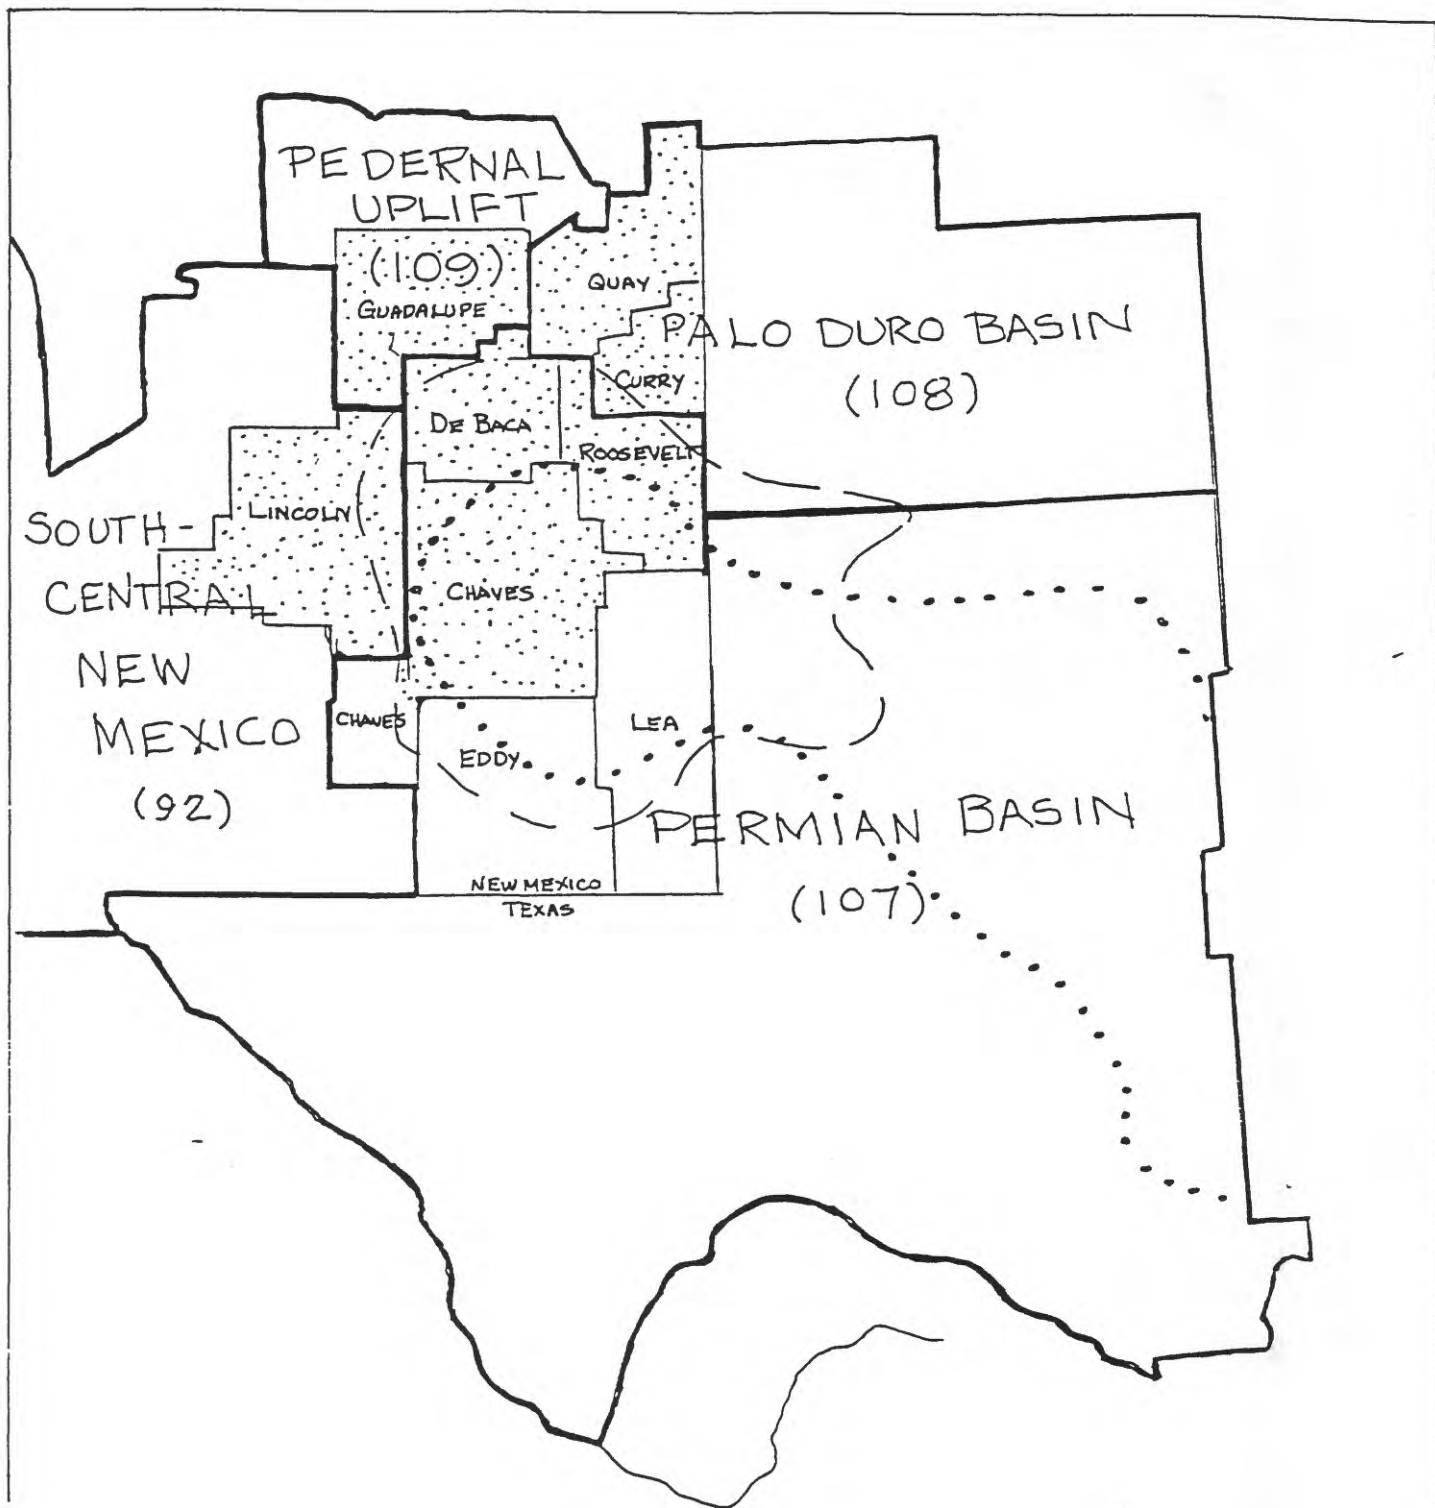 PEDERNAL
UPLIFT
(109)
GUADALUPE
QUAY
PALO DURO BASIN
(108)
CURRY
DE BACA
ROOSEVELT
LINCOLN
SOUTH-
CENTRAL
NEW
MEXICO
(92)
CHAVES
CHAVES
LEA
EDDY
PERMIAN BASIN
(107)
NEW MEXICO
TEXAS